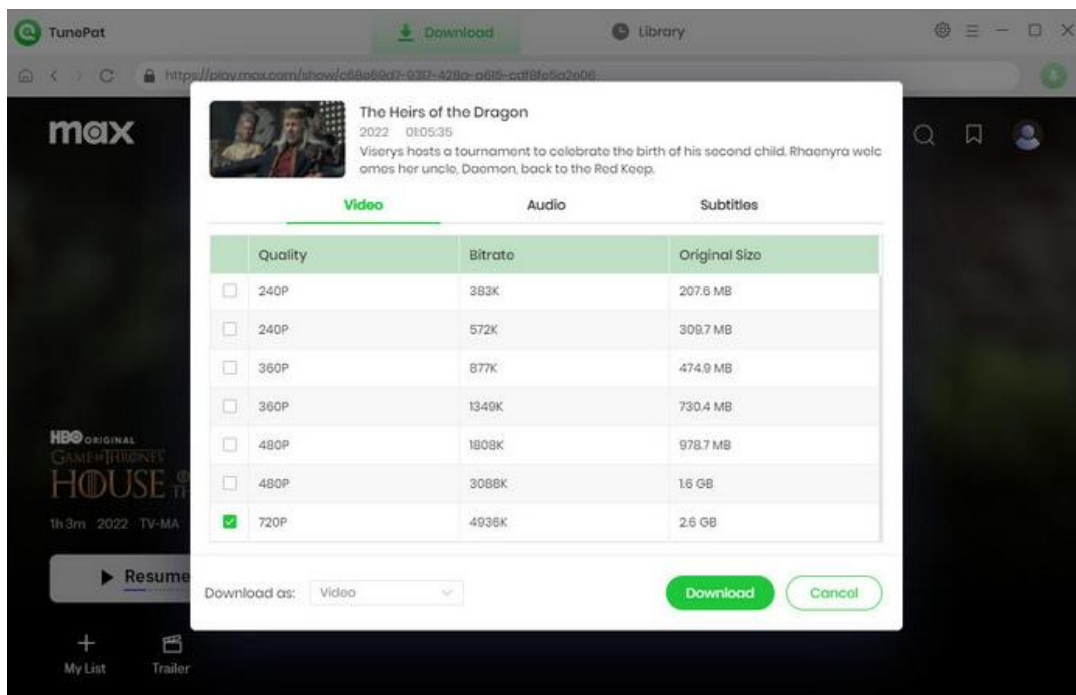 TunePat
Download
Library
https://play.max.com/show/c68e69d7-9317-428a-a615-cdf8fe5a2e06
max
The Heirs of the Dragon
2022 01:05:35
Viserys hosts a tournament to celebrate the birth of his second child. Rhaenyra welc
omes her uncle, Daemon, back to the Red Keep.
Video Audio Subtitles
Quality Bitrate Original Size
240P 383K 207.6 MB
240P 572K 309.7 MB
360P 877K 474.9 MB
360P 1349K 730.4 MB
480P 1808K 978.7 MB
480P 3088K 1.6 GB
720P 4936K 2.6 GB
HBO ORIGINAL
GAME OF THRONES
HOUSE
1h 3m 2022 TV-MA
Resume
Download as: Video
Download Cancel
My List Trailer